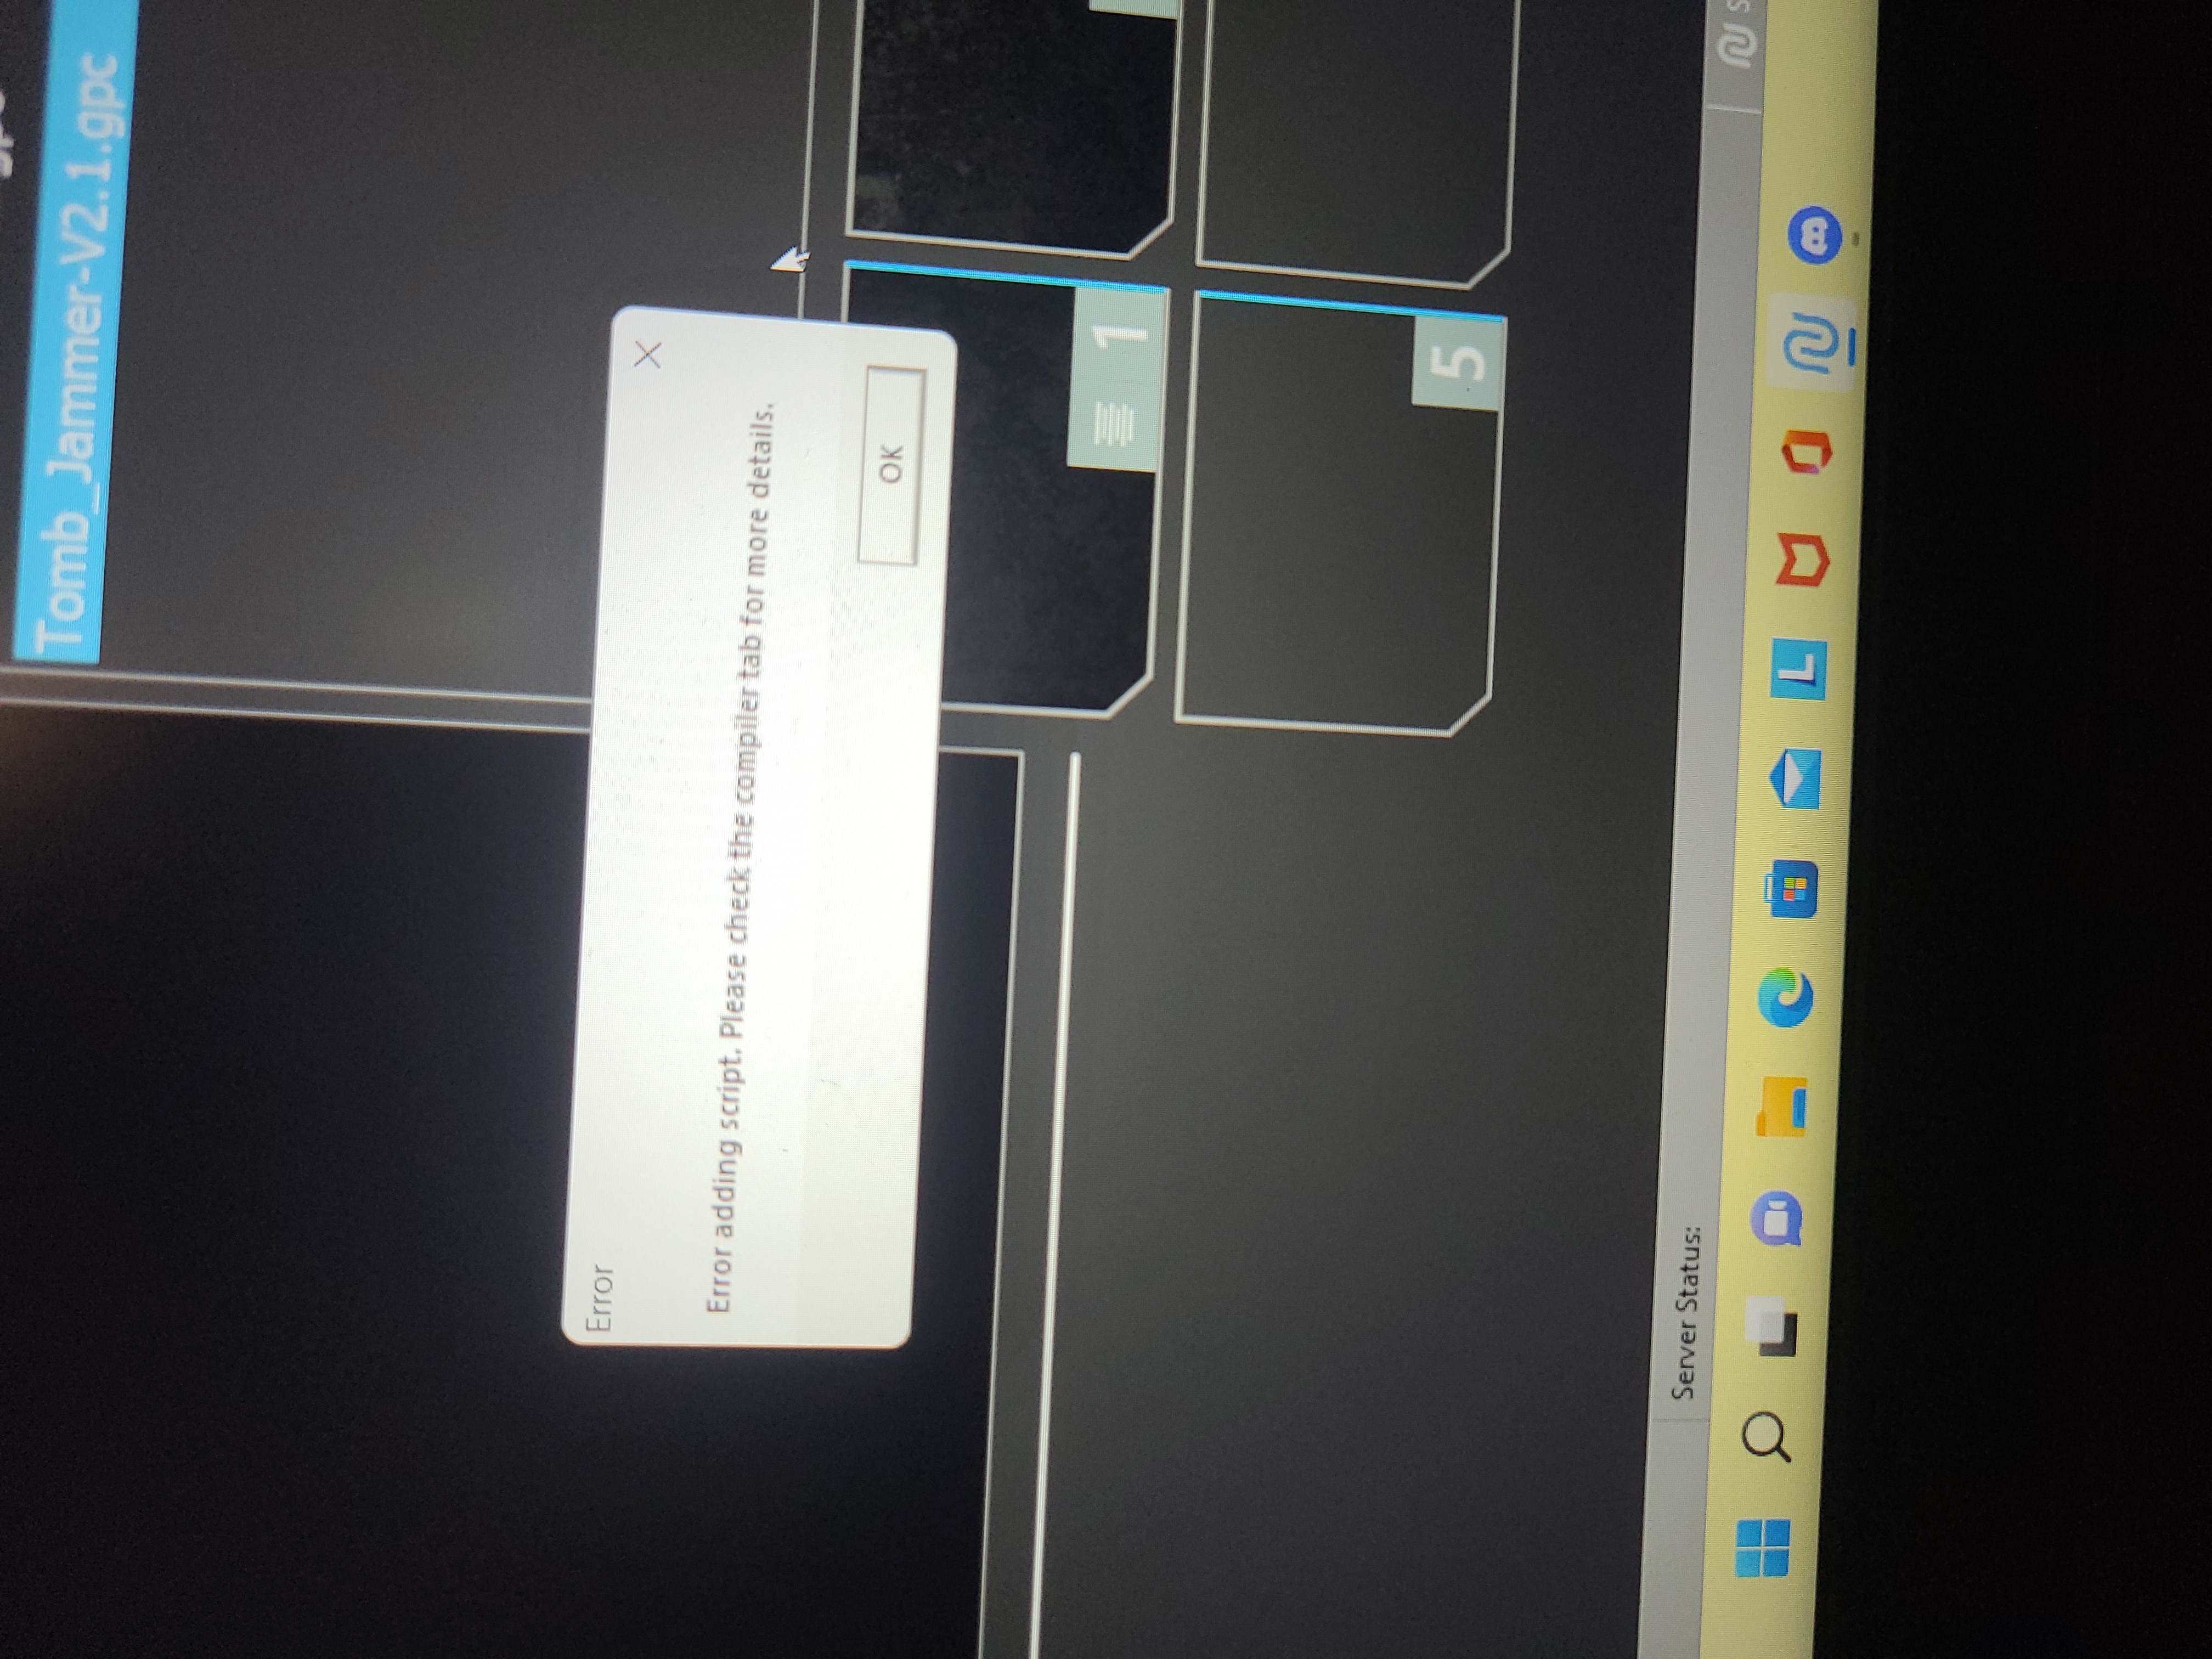 Tomb_Jammer-V2.1.gpc
Error
Error adding script. Please check the compiler tab for more details.
OK
1
5
Server Status: